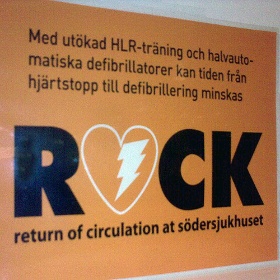 Med utökad HLR-träning och halvauto-
matiska defibrillatorer kan tiden från
hjärtstopp till defibrillering minskas
ROCK
return of circulation at södersjukhuset